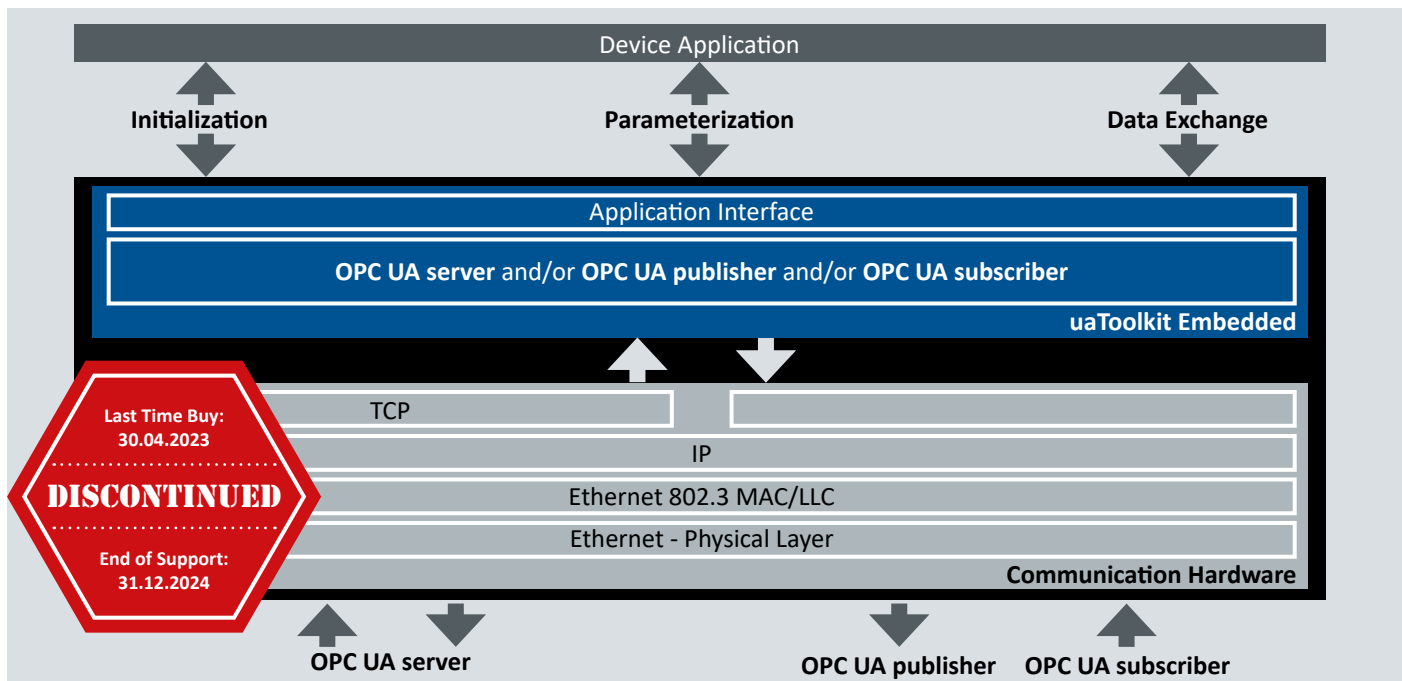 Device Application
Initialization
Parameterization
Data Exchange
Application Interface
OPC UA server and/or OPC UA publisher and/or OPC UA subscriber
uaToolkit Embedded
TCP
IP
Ethernet 802.3 MAC/LLC
Ethernet - Physical Layer
Communication Hardware
Last Time Buy:
30.04.2023
DISCONTINUED
End of Support:
31.12.2024
OPC UA server
OPC UA publisher
OPC UA subscriber